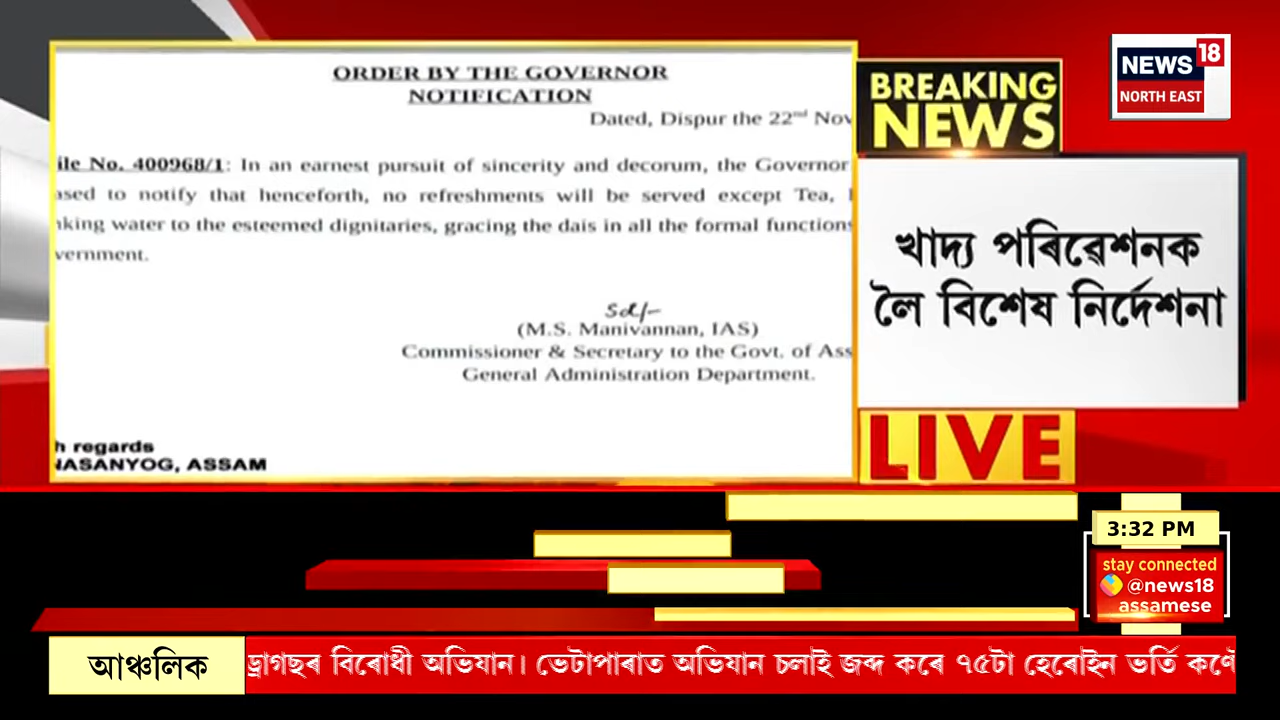 ORDER BY THE GOVERNOR
NOTIFICATION
Dated, Dispur the 22nd Nov
ile No. 400968/1: In an earnest pursuit of sincerity and decorum, the Governor
ased to notify that henceforth, no refreshments will be served except Tea,
nking water to the esteemed dignitaries, gracing the dais in all the formal functions
vernment.
Sd/-
(M.S. Manivannan, IAS)
Commissioner & Secretary to the Govt. of Ass
General Administration Department.
h regards
NASANYOG, ASSAM
BREAKING
NEWS
খাদ্য পৰিৱেশনক
লৈ বিশেষ নিৰ্দেশনা
LIVE
NEWS 18
NORTH EAST
3:32 PM
stay connected
@news18
assamese
আঞ্চলিক
ড্ৰাগছৰ বিৰোধী অভিযান। ভেটাপাৰাত অভিযান চলাই জব্দ কৰে ৭৫টা হেৰোইন ভৰ্তি কণ্টে